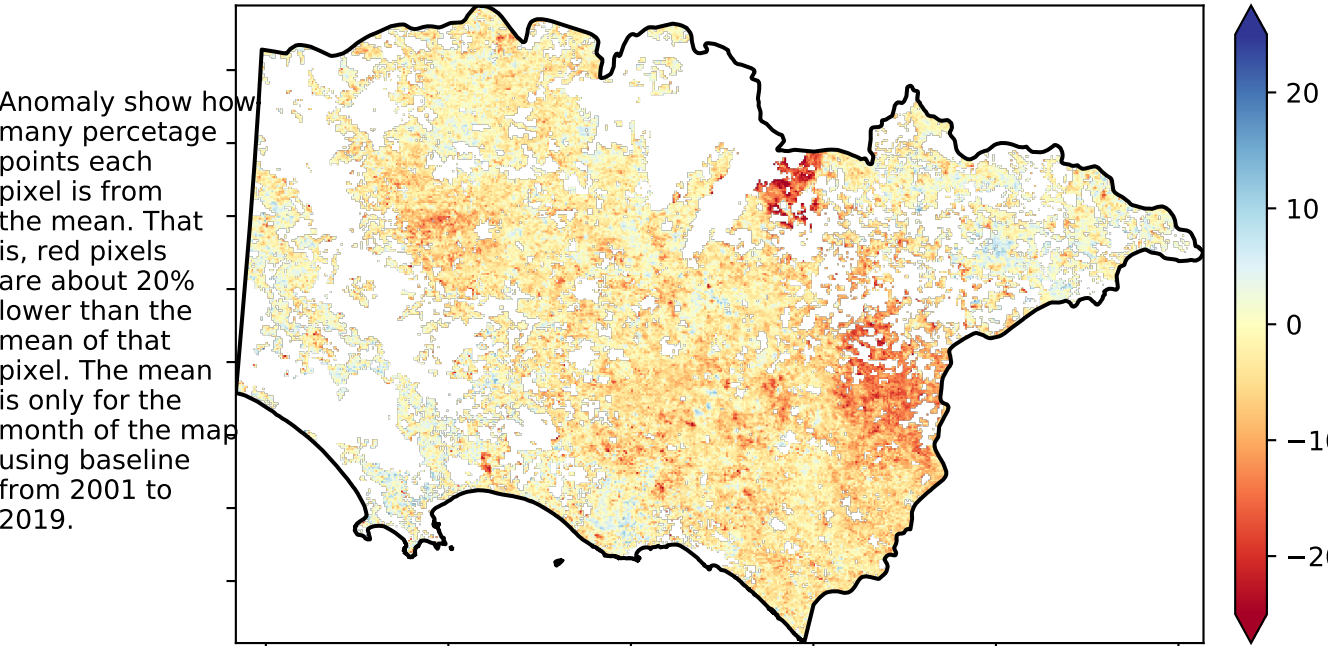 Anomaly show how
many percetage
points each
pixel is from
the mean. That
is, red pixels
are about 20%
lower than the
mean of that
pixel. The mean
is only for the
month of the map
using baseline
from 2001 to
2019.
20
10
0
−10
−20